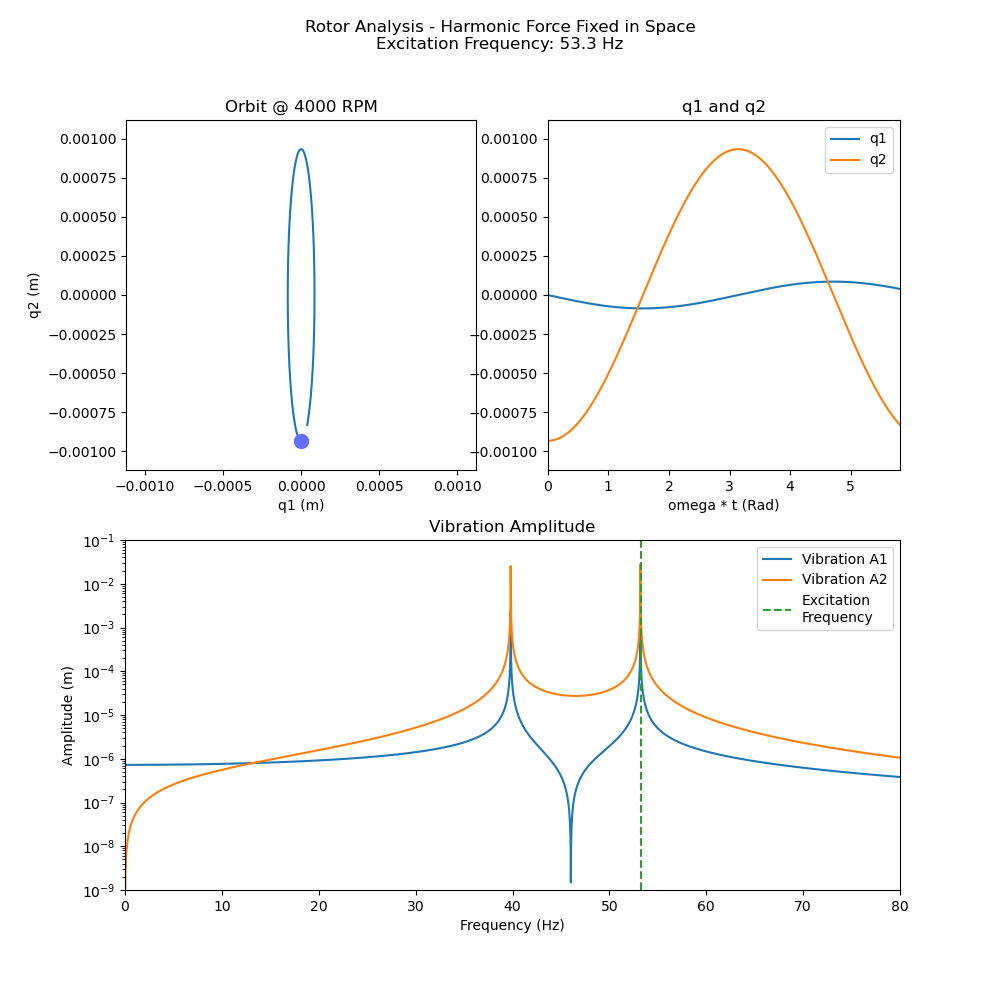 Rotor Analysis - Harmonic Force Fixed in Space
Excitation Frequency: 53.3 Hz
Orbit @ 4000 RPM
0.00100
0.00075
0.00050
0.00025
0.00000
−0.00025
−0.00050
−0.00075
−0.00100
q2 (m)
−0.0010 −0.0005 0.0000 0.0005 0.0010
q1 (m)
q1 and q2
q1
q2
0.00100
0.00075
0.00050
0.00025
0.00000
−0.00025
−0.00050
−0.00075
−0.00100
0 1 2 3 4 5
omega * t (Rad)
Vibration Amplitude
Vibration A1
Vibration A2
Excitation
Frequency
10⁻¹
10⁻²
10⁻³
10⁻⁴
10⁻⁵
10⁻⁶
10⁻⁷
10⁻⁸
10⁻⁹
Amplitude (m)
0 10 20 30 40 50 60 70 80
Frequency (Hz)